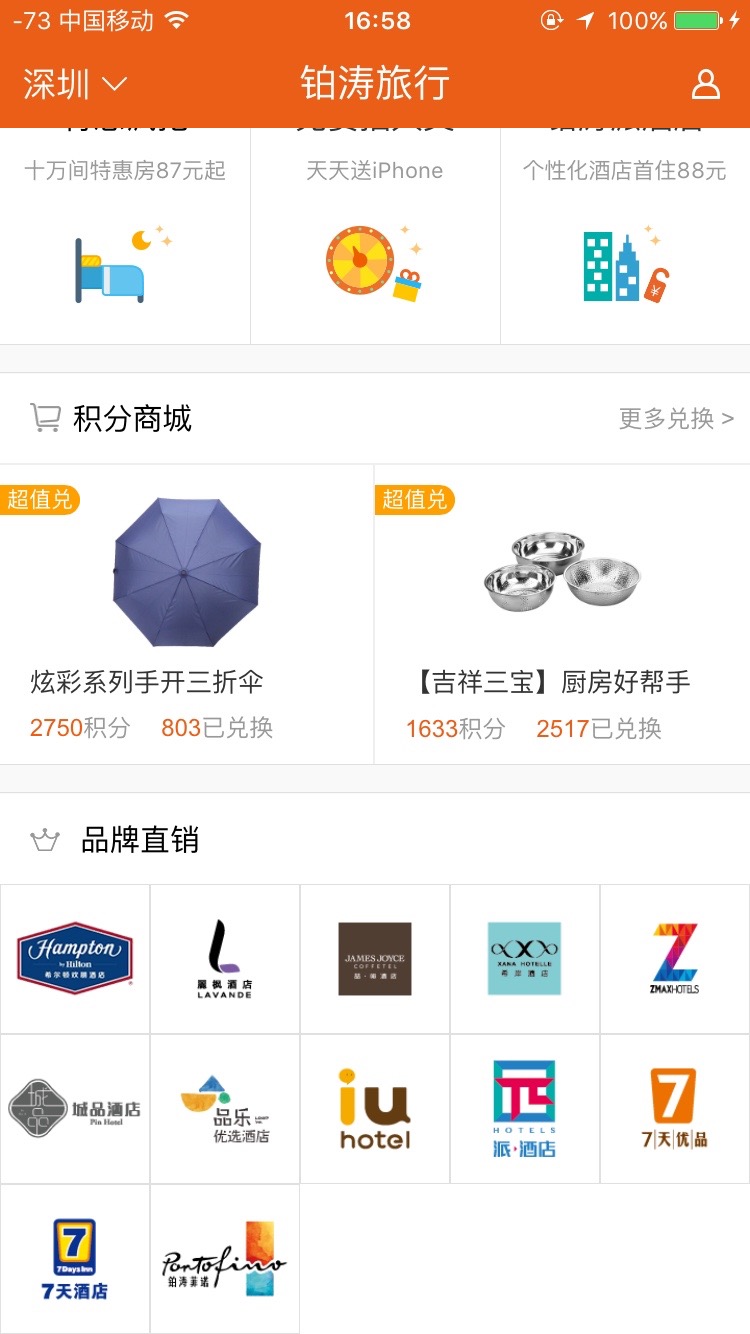 -73 中国移动 16:58 100%
深圳 铂涛旅行
十万间特惠房87元起 天天送iPhone 个性化酒店首住88元
积分商城 更多兑换 >
超值兑 超值兑
炫彩系列手开三折伞 【吉祥三宝】厨房好帮手
2750积分 803已兑换 1633积分 2517已兑换
品牌直销
Hampton
by Hilton
希尔顿欢朋酒店
麗枫酒店
LAVANDE
JAMES JOYCE
COFFETEL
XANA HOTELLE
希岸酒店
Z
ZMAXHOTELS
城品
城品酒店
Pin Hotel
品乐
优选酒店
iu
hotel
HOTELS
派·酒店
7
7天优品
7
7Days Inn
7天酒店
Portofino
铂涛菲诺